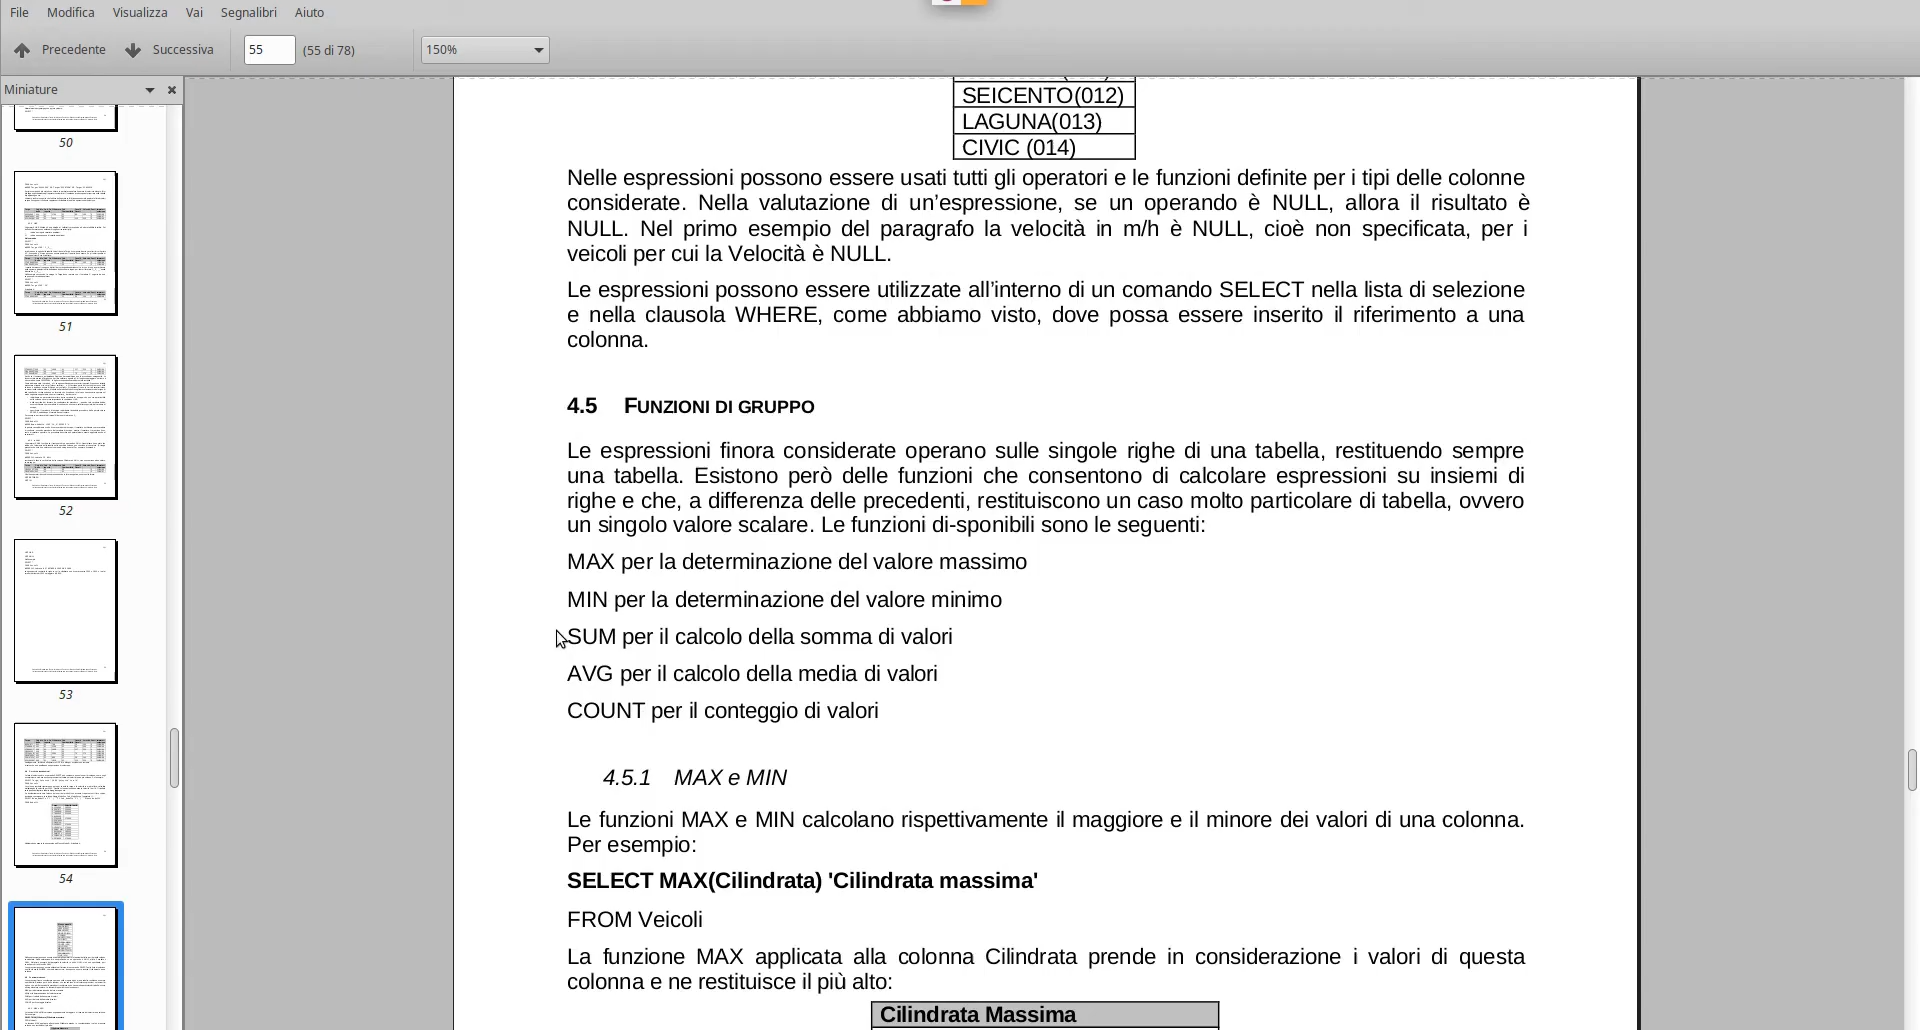 File Modifica Visualizza Vai Segnalibri Aiuto
Precedente Successiva 55 (55 di 78) 150%
Miniature
50
51
52
53
54
SEICENTO(012)
LAGUNA(013)
CIVIC (014)
Nelle espressioni possono essere usati tutti gli operatori e le funzioni definite per i tipi delle colonne
considerate. Nella valutazione di un’espressione, se un operando è NULL, allora il risultato è
NULL. Nel primo esempio del paragrafo la velocità in m/h è NULL, cioè non specificata, per i
veicoli per cui la Velocità è NULL.
Le espressioni possono essere utilizzate all’interno di un comando SELECT nella lista di selezione
e nella clausola WHERE, come abbiamo visto, dove possa essere inserito il riferimento a una
colonna.
4.5 FUNZIONI DI GRUPPO
Le espressioni finora considerate operano sulle singole righe di una tabella, restituendo sempre
una tabella. Esistono però delle funzioni che consentono di calcolare espressioni su insiemi di
righe e che, a differenza delle precedenti, restituiscono un caso molto particolare di tabella, ovvero
un singolo valore scalare. Le funzioni di-sponibili sono le seguenti:
MAX per la determinazione del valore massimo
MIN per la determinazione del valore minimo
SUM per il calcolo della somma di valori
AVG per il calcolo della media di valori
COUNT per il conteggio di valori
4.5.1 MAX e MIN
Le funzioni MAX e MIN calcolano rispettivamente il maggiore e il minore dei valori di una colonna.
Per esempio:
SELECT MAX(Cilindrata) 'Cilindrata massima'
FROM Veicoli
La funzione MAX applicata alla colonna Cilindrata prende in considerazione i valori di questa
colonna e ne restituisce il più alto:
Cilindrata Massima